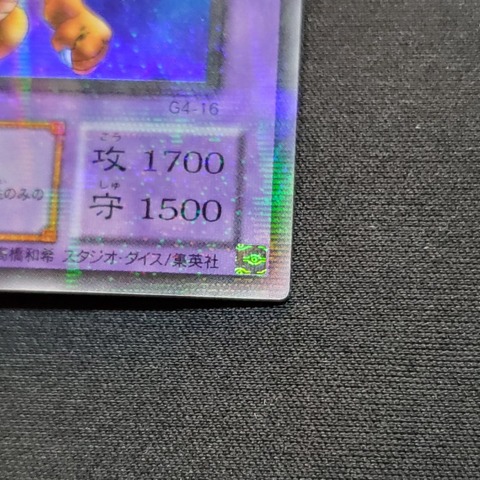 G4-16
こう
攻 1700
しゅ
守 1500
のみの
高橋和希 スタジオ・ダイス/集英社